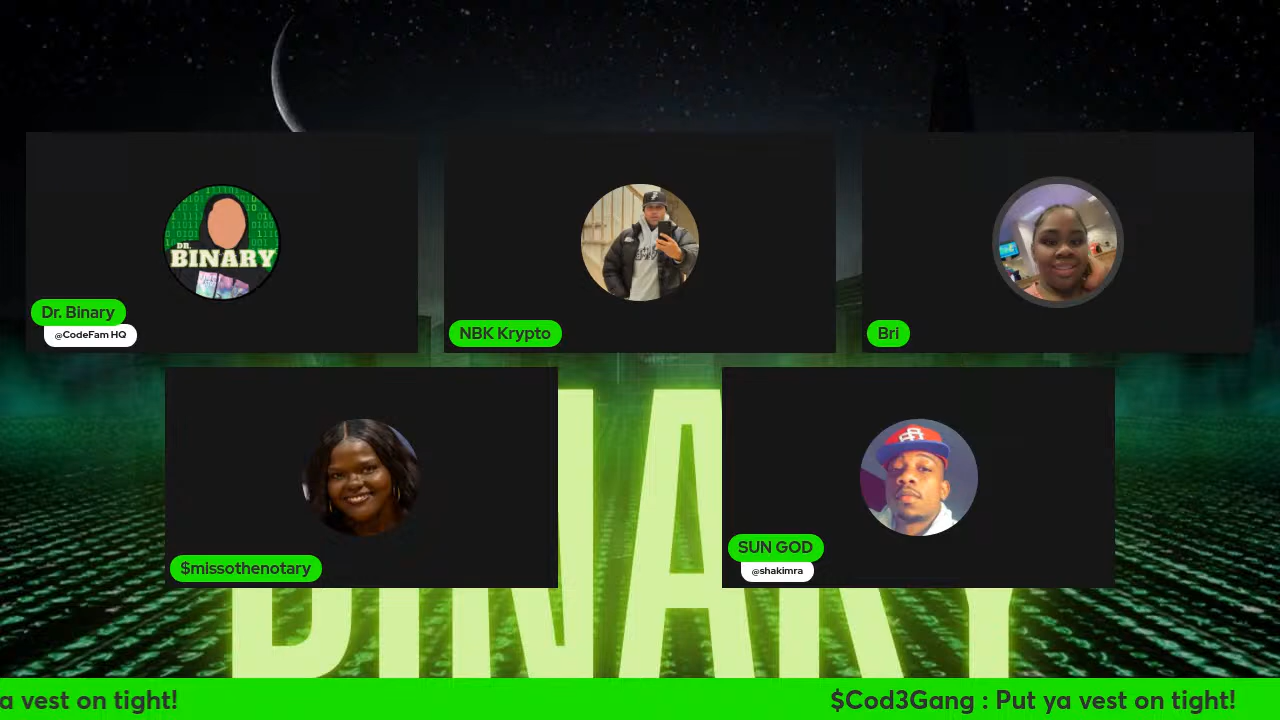 DR.
BINARY
Dr. Binary
@CodeFam HQ
NBK Krypto
Bri
$missothenotary
SUN GOD
@shakimra
BINARY
a vest on tight!
$Cod3Gang : Put ya vest on tight!